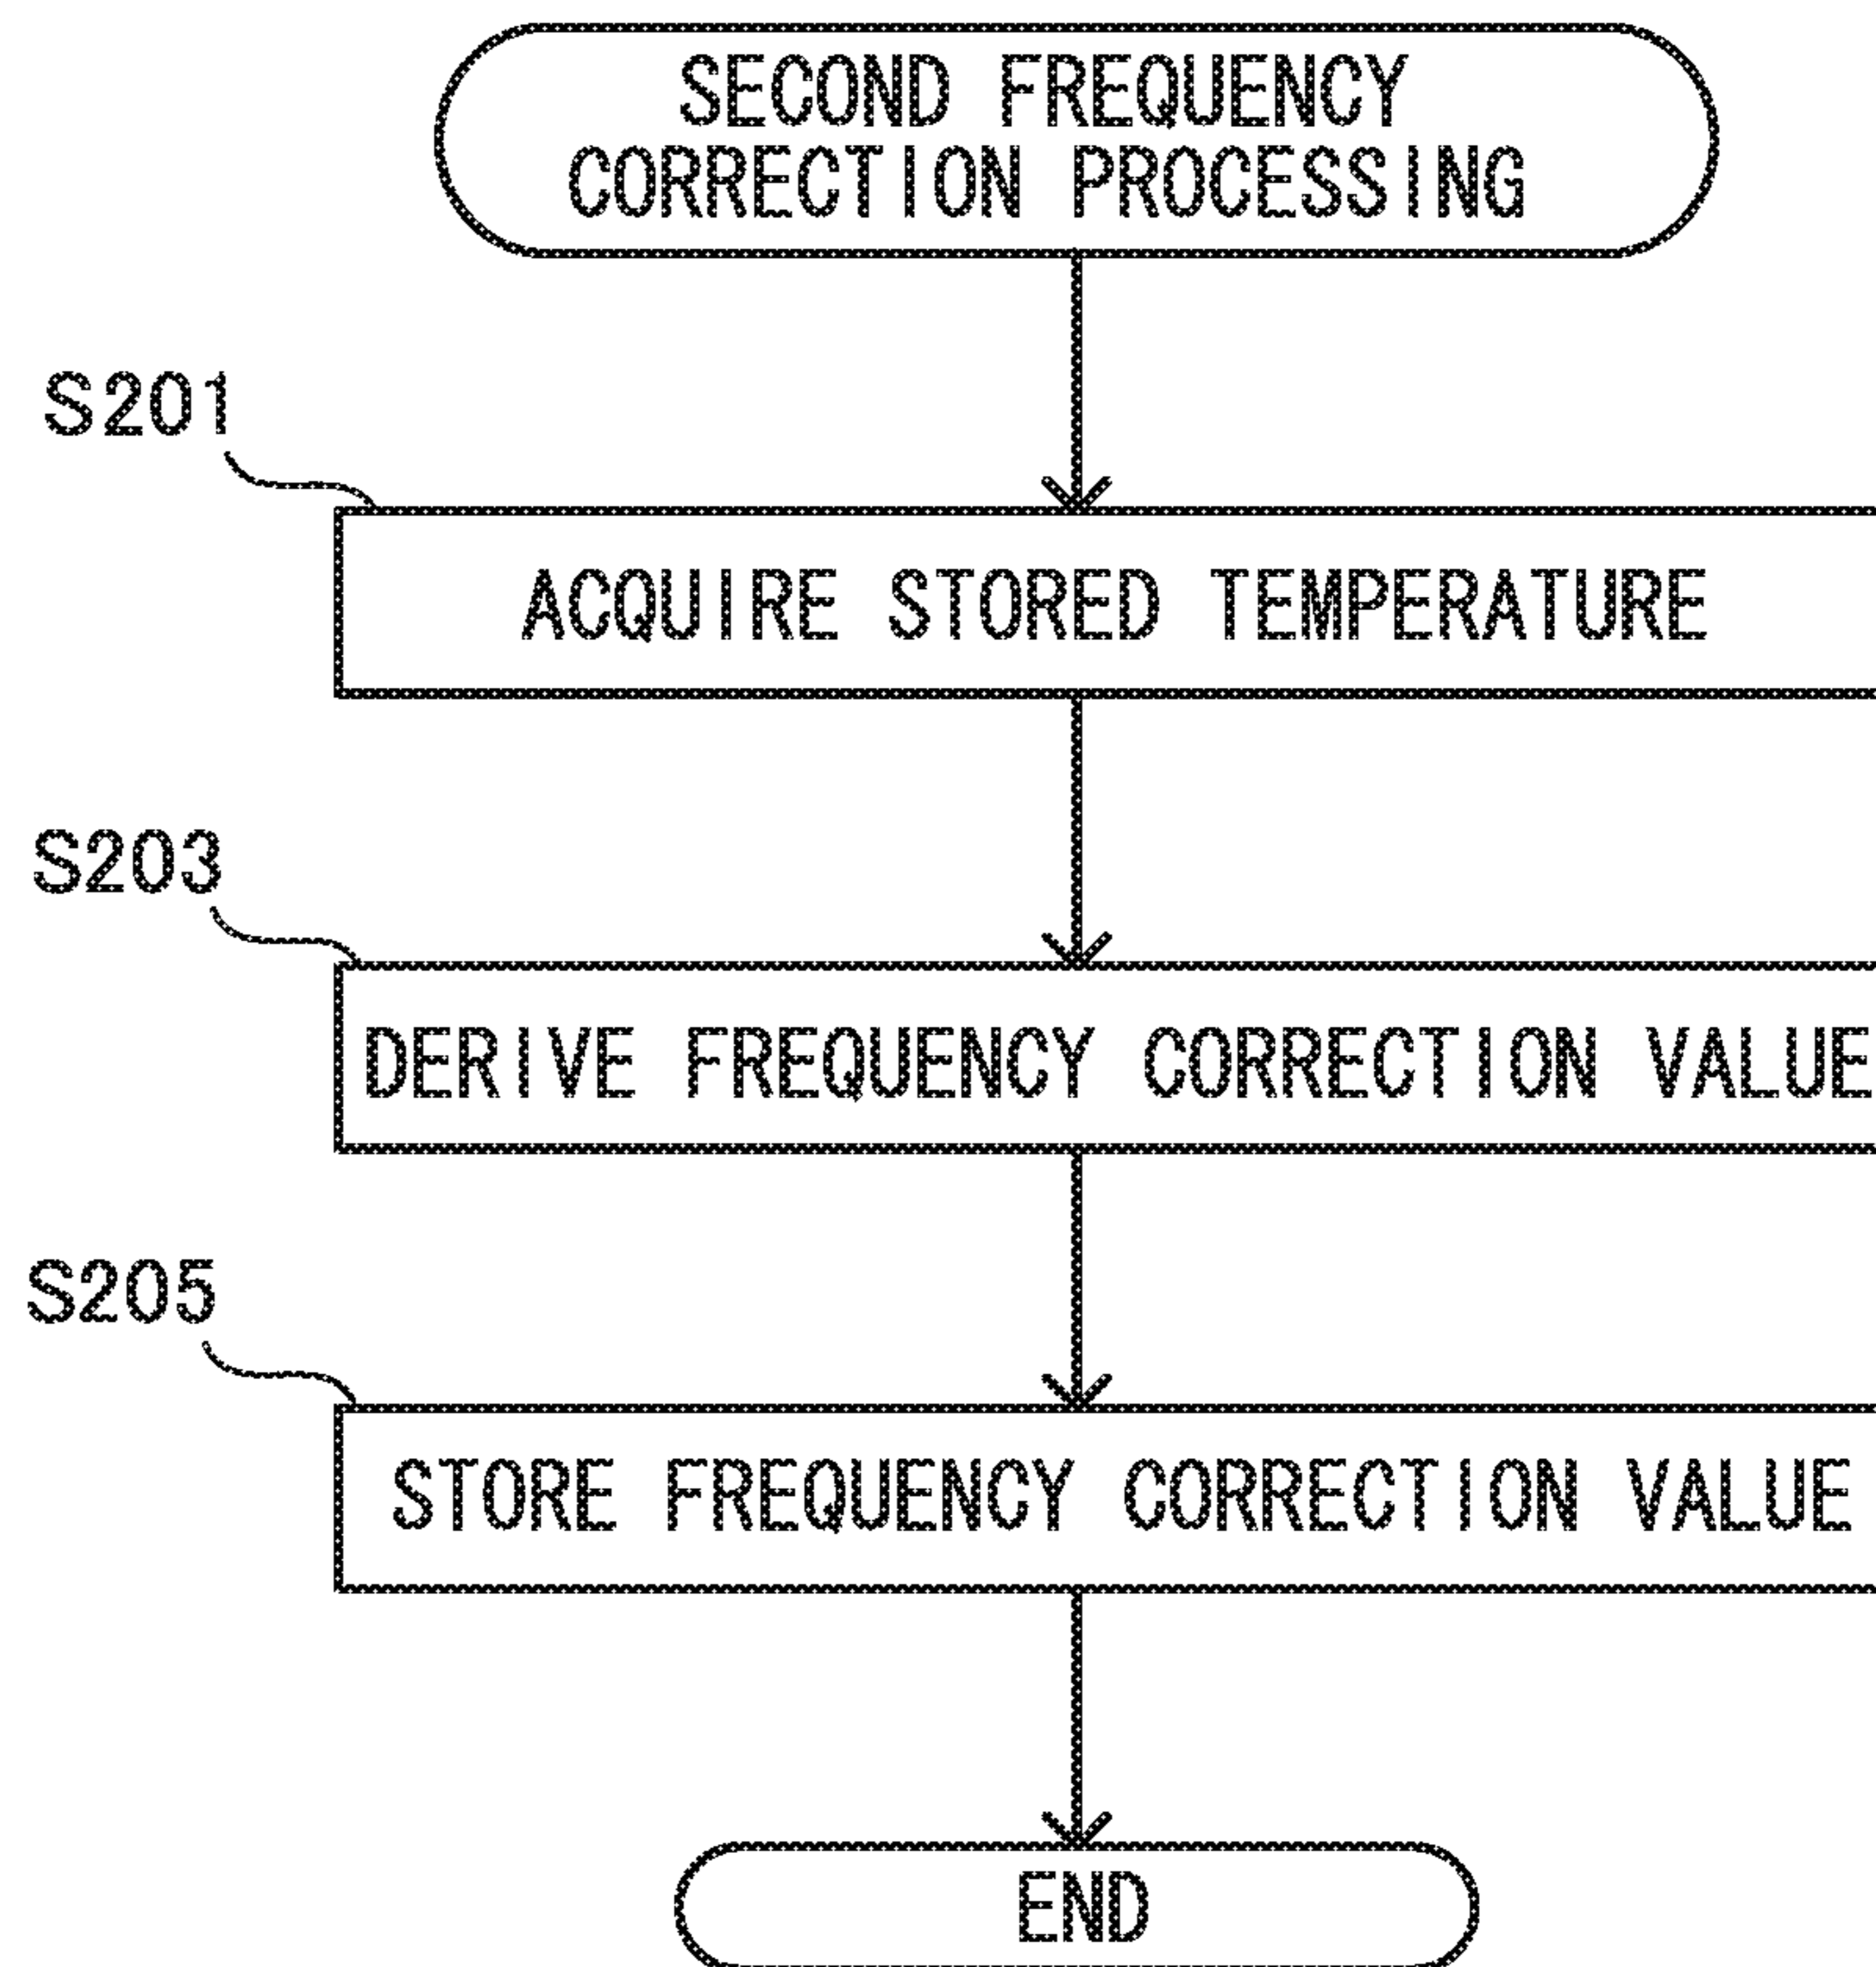 SECOND FREQUENCY
CORRECTION PROCESSING
S201
ACQUIRE STORED TEMPERATURE
S203
DERIVE FREQUENCY CORRECTION VALUE
S205
STORE FREQUENCY CORRECTION VALUE
END